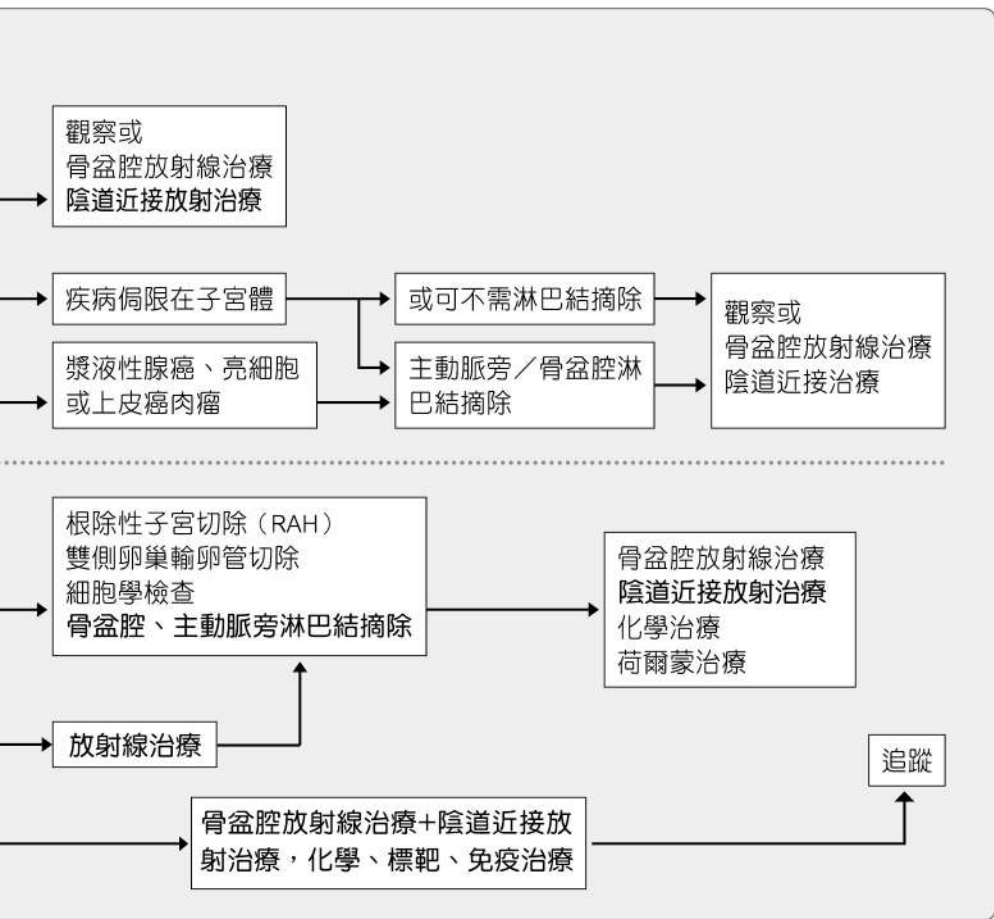 觀察或
骨盆腔放射線治療
陰道近接放射治療
疾病侷限在子宮體
或可不需淋巴結摘除
觀察或
骨盆腔放射線治療
陰道近接治療
漿液性腺癌、亮細胞
或上皮癌肉瘤
主動脈旁／骨盆腔淋
巴結摘除
根除性子宮切除（RAH）
雙側卵巢輸卵管切除
細胞學檢查
骨盆腔、主動脈旁淋巴結摘除
骨盆腔放射線治療
陰道近接放射治療
化學治療
荷爾蒙治療
放射線治療
追蹤
骨盆腔放射線治療+陰道近接放
射治療，化學、標靶、免疫治療